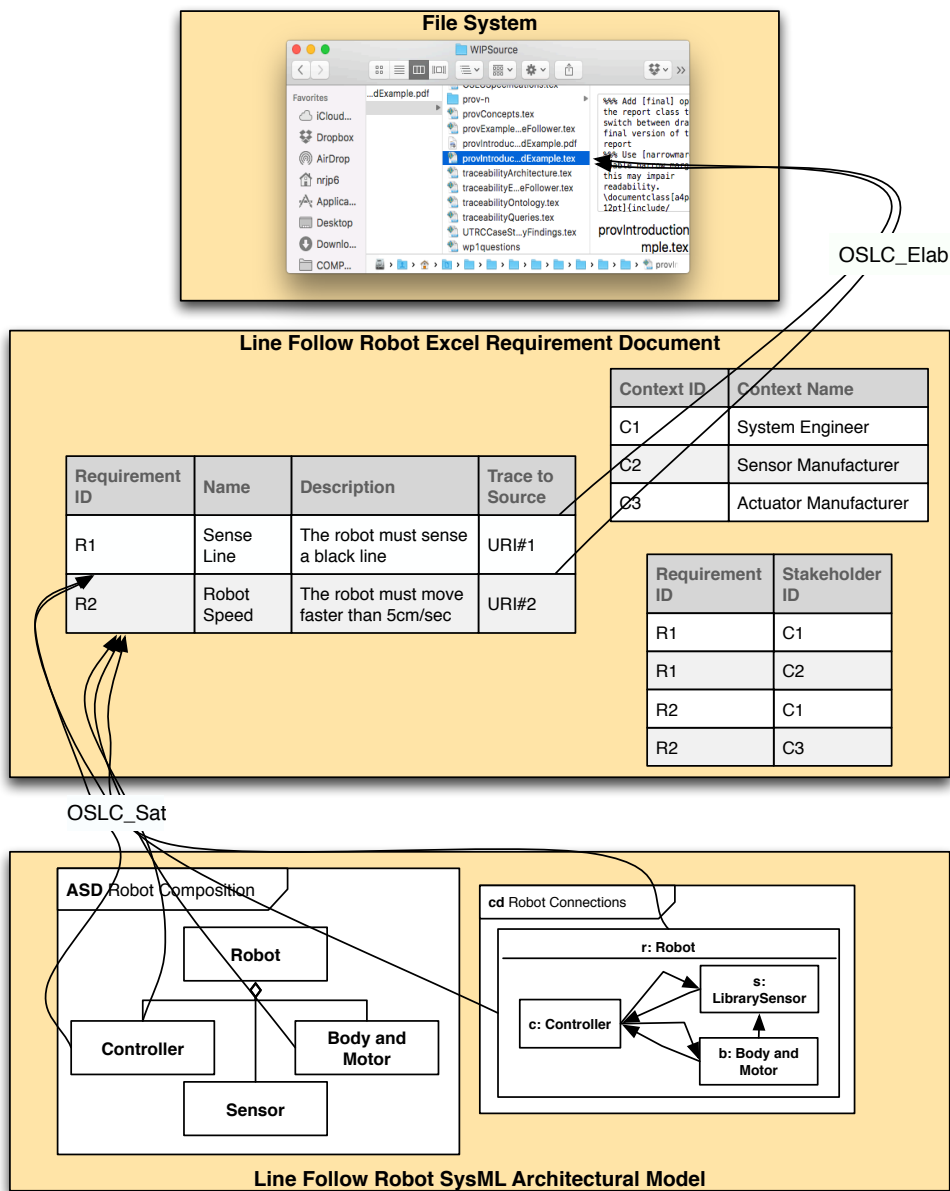 File System
WIPSource
Favorites
iCloud...
Dropbox
AirDrop
nrjp6
Applica...
Desktop
Downlo...
COMP...
...dExample.pdf
prov-n
provConcepts.tex
provExample...eFollower.tex
provIntroduc...dExample.pdf
provIntroduc...dExample.tex
traceabilityArchitecture.tex
traceabilityE...eFollower.tex
traceabilityOntology.tex
traceabilityQueries.tex
UTRCCaseSt...yFindings.tex
wp1questions
%%% Add [final] op
the report class t
switch between dra
final version of t
report
%%% Use [narrowmar
this may impair
readability.
\documentclass[a4p
12pt]{include/
provIntroduction
mple.tex
provIn
OSLC_Elab
Line Follow Robot Excel Requirement Document
Context ID Context Name
C1 System Engineer
C2 Sensor Manufacturer
C3 Actuator Manufacturer
Requirement ID Name Description Trace to Source
R1 Sense Line The robot must sense a black line URI#1
R2 Robot Speed The robot must move faster than 5cm/sec URI#2
Requirement ID Stakeholder ID
R1 C1
R1 C2
R2 C1
R2 C3
OSLC_Sat
ASD Robot Composition
Robot
Controller
Body and
Motor
Sensor
cd Robot Connections
r: Robot
s:
LibrarySensor
c: Controller
b: Body and
Motor
Line Follow Robot SysML Architectural Model